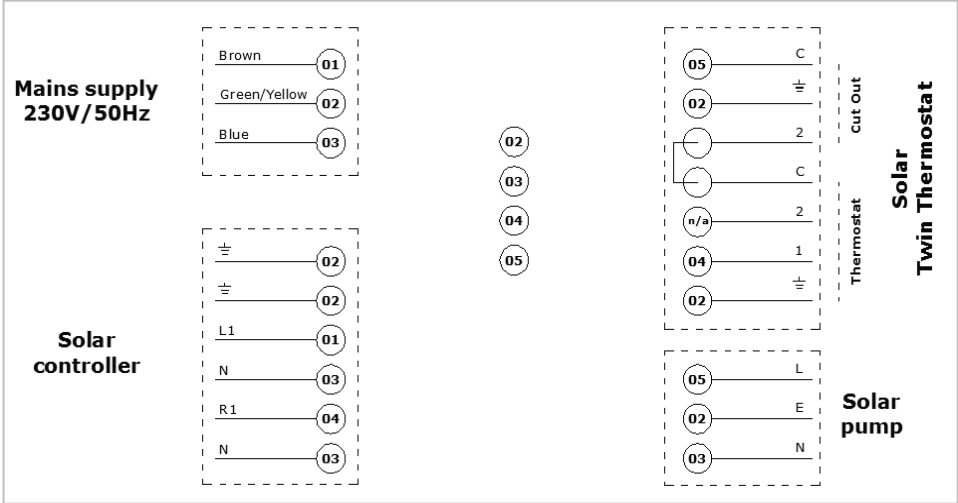 Mains supply
230V/50Hz
Brown 01
Green/Yellow 02
Blue 03
Solar
controller
02
02
L1 01
N 03
R1 04
N 03
02
03
04
05
05 C
02
2
C
n/a 2
04 1
02
Cut Out
Thermostat
Solar
Twin Thermostat
05 L
02 E
03 N
Solar
pump